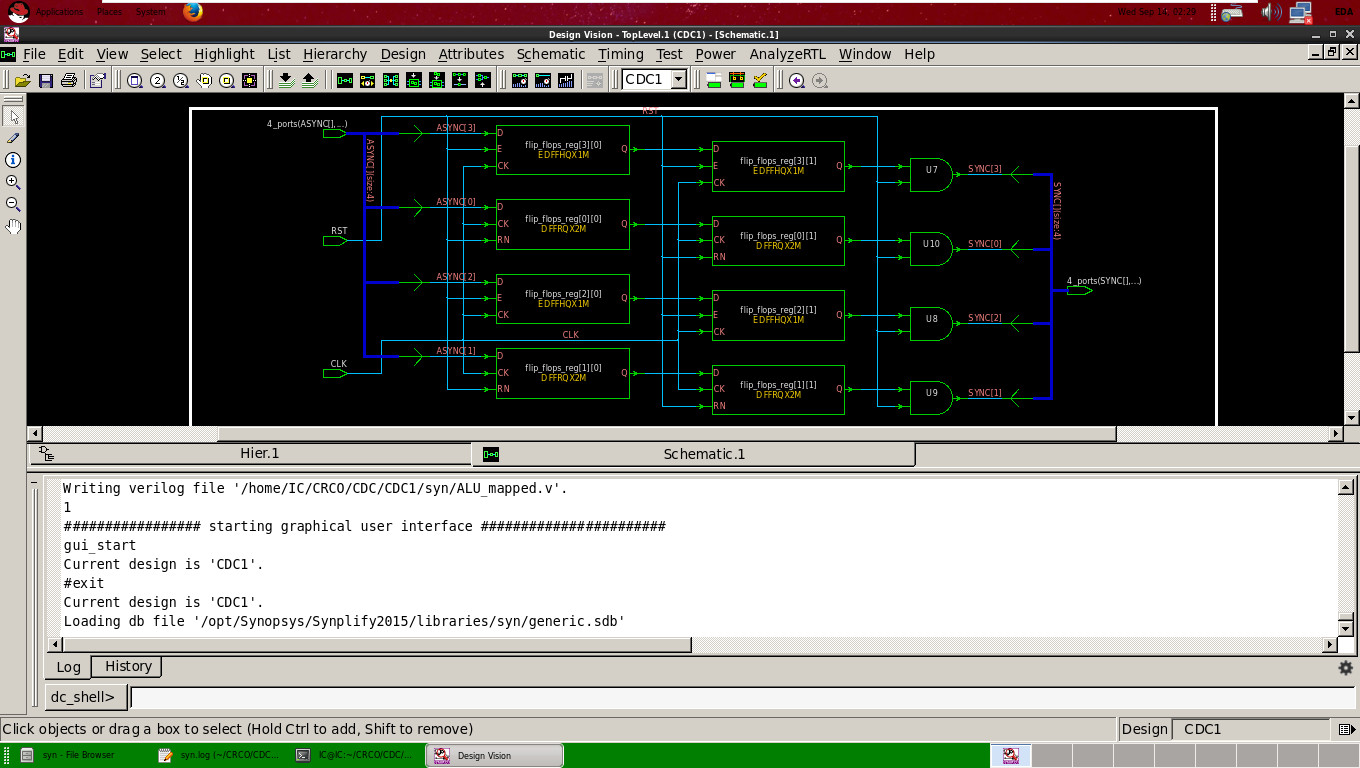 Applications Places System Wed Sep 14, 02:29 EDA
Design Vision - TopLevel.1 (CDC1) - [Schematic.1]
File Edit View Select Highlight List Hierarchy Design Attributes Schematic Timing Test Power AnalyzeRTL Window Help
CDC1
RST
4_ports(ASYNC[],...)
ASYNC[](size:4)
RST
CLK
ASYNC[3]
D
E
CK
flip_flops_reg[3][0]
EDFFHQX1M
Q
D
E
CK
flip_flops_reg[3][1]
EDFFHQX1M
Q
U7
SYNC[3]
ASYNC[0]
D
CK
RN
flip_flops_reg[0][0]
DFFRQX2M
Q
D
CK
RN
flip_flops_reg[0][1]
DFFRQX2M
Q
U10
SYNC[0]
ASYNC[2]
D
E
CK
flip_flops_reg[2][0]
EDFFHQX1M
Q
D
E
CK
flip_flops_reg[2][1]
EDFFHQX1M
Q
U8
SYNC[2]
CLK
ASYNC[1]
D
CK
RN
flip_flops_reg[1][0]
DFFRQX2M
Q
D
CK
RN
flip_flops_reg[1][1]
DFFRQX2M
Q
U9
SYNC[1]
SYNC[](size:4)
4_ports(SYNC[],...)
Hier.1 Schematic.1
Writing verilog file '/home/IC/CRCO/CDC/CDC1/syn/ALU_mapped.v'.
1
################# starting graphical user interface #######################
gui_start
Current design is 'CDC1'.
#exit
Current design is 'CDC1'.
Loading db file '/opt/Synopsys/Synplify2015/libraries/syn/generic.sdb'
Log History
dc_shell>
Click objects or drag a box to select (Hold Ctrl to add, Shift to remove) Design CDC1
syn - File Browser syn.log (~/CRCO/CDC... IC@IC:~/CRCO/CDC/... Design Vision